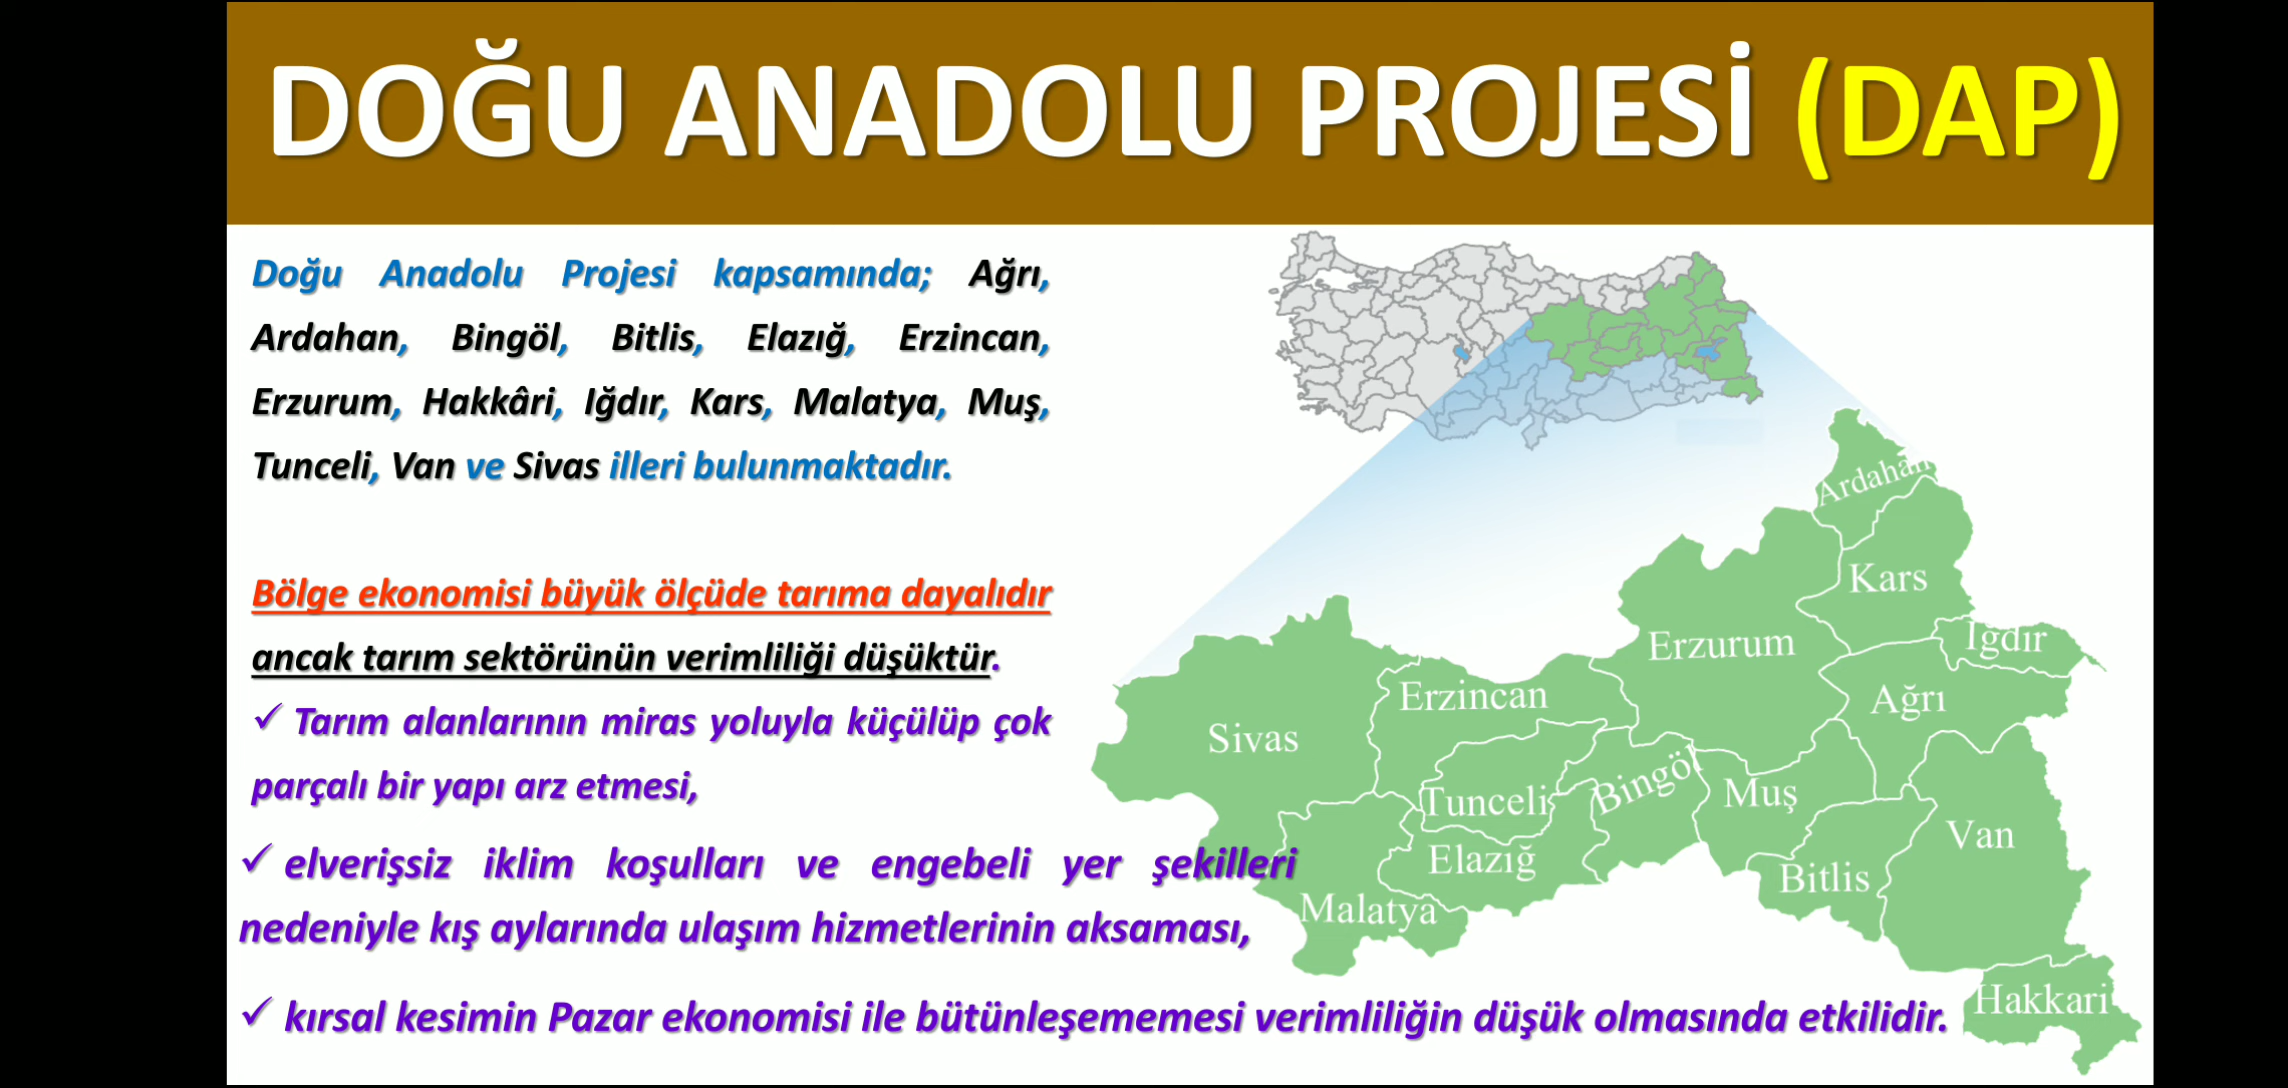 DOĞU ANADOLU PROJESİ (DAP)
Doğu Anadolu Projesi kapsamında; Ağrı,
Ardahan, Bingöl, Bitlis, Elazığ, Erzincan,
Erzurum, Hakkâri, Iğdır, Kars, Malatya, Muş,
Tunceli, Van ve Sivas illeri bulunmaktadır.
Bölge ekonomisi büyük ölçüde tarıma dayalıdır
ancak tarım sektörünün verimliliği düşüktür.
✓ Tarım alanlarının miras yoluyla küçülüp çok
parçalı bir yapı arz etmesi,
✓ elverişsiz iklim koşulları ve engebeli yer şekilleri
nedeniyle kış aylarında ulaşım hizmetlerinin aksaması,
✓ kırsal kesimin Pazar ekonomisi ile bütünleşememesi verimliliğin düşük olmasında etkilidir.
Ardahan
Kars
Erzurum
Igdır
Erzincan
Ağrı
Sivas
Tunceli
Bingöl
Muş
Van
Elazığ
Bitlis
Malatya
Hakkari